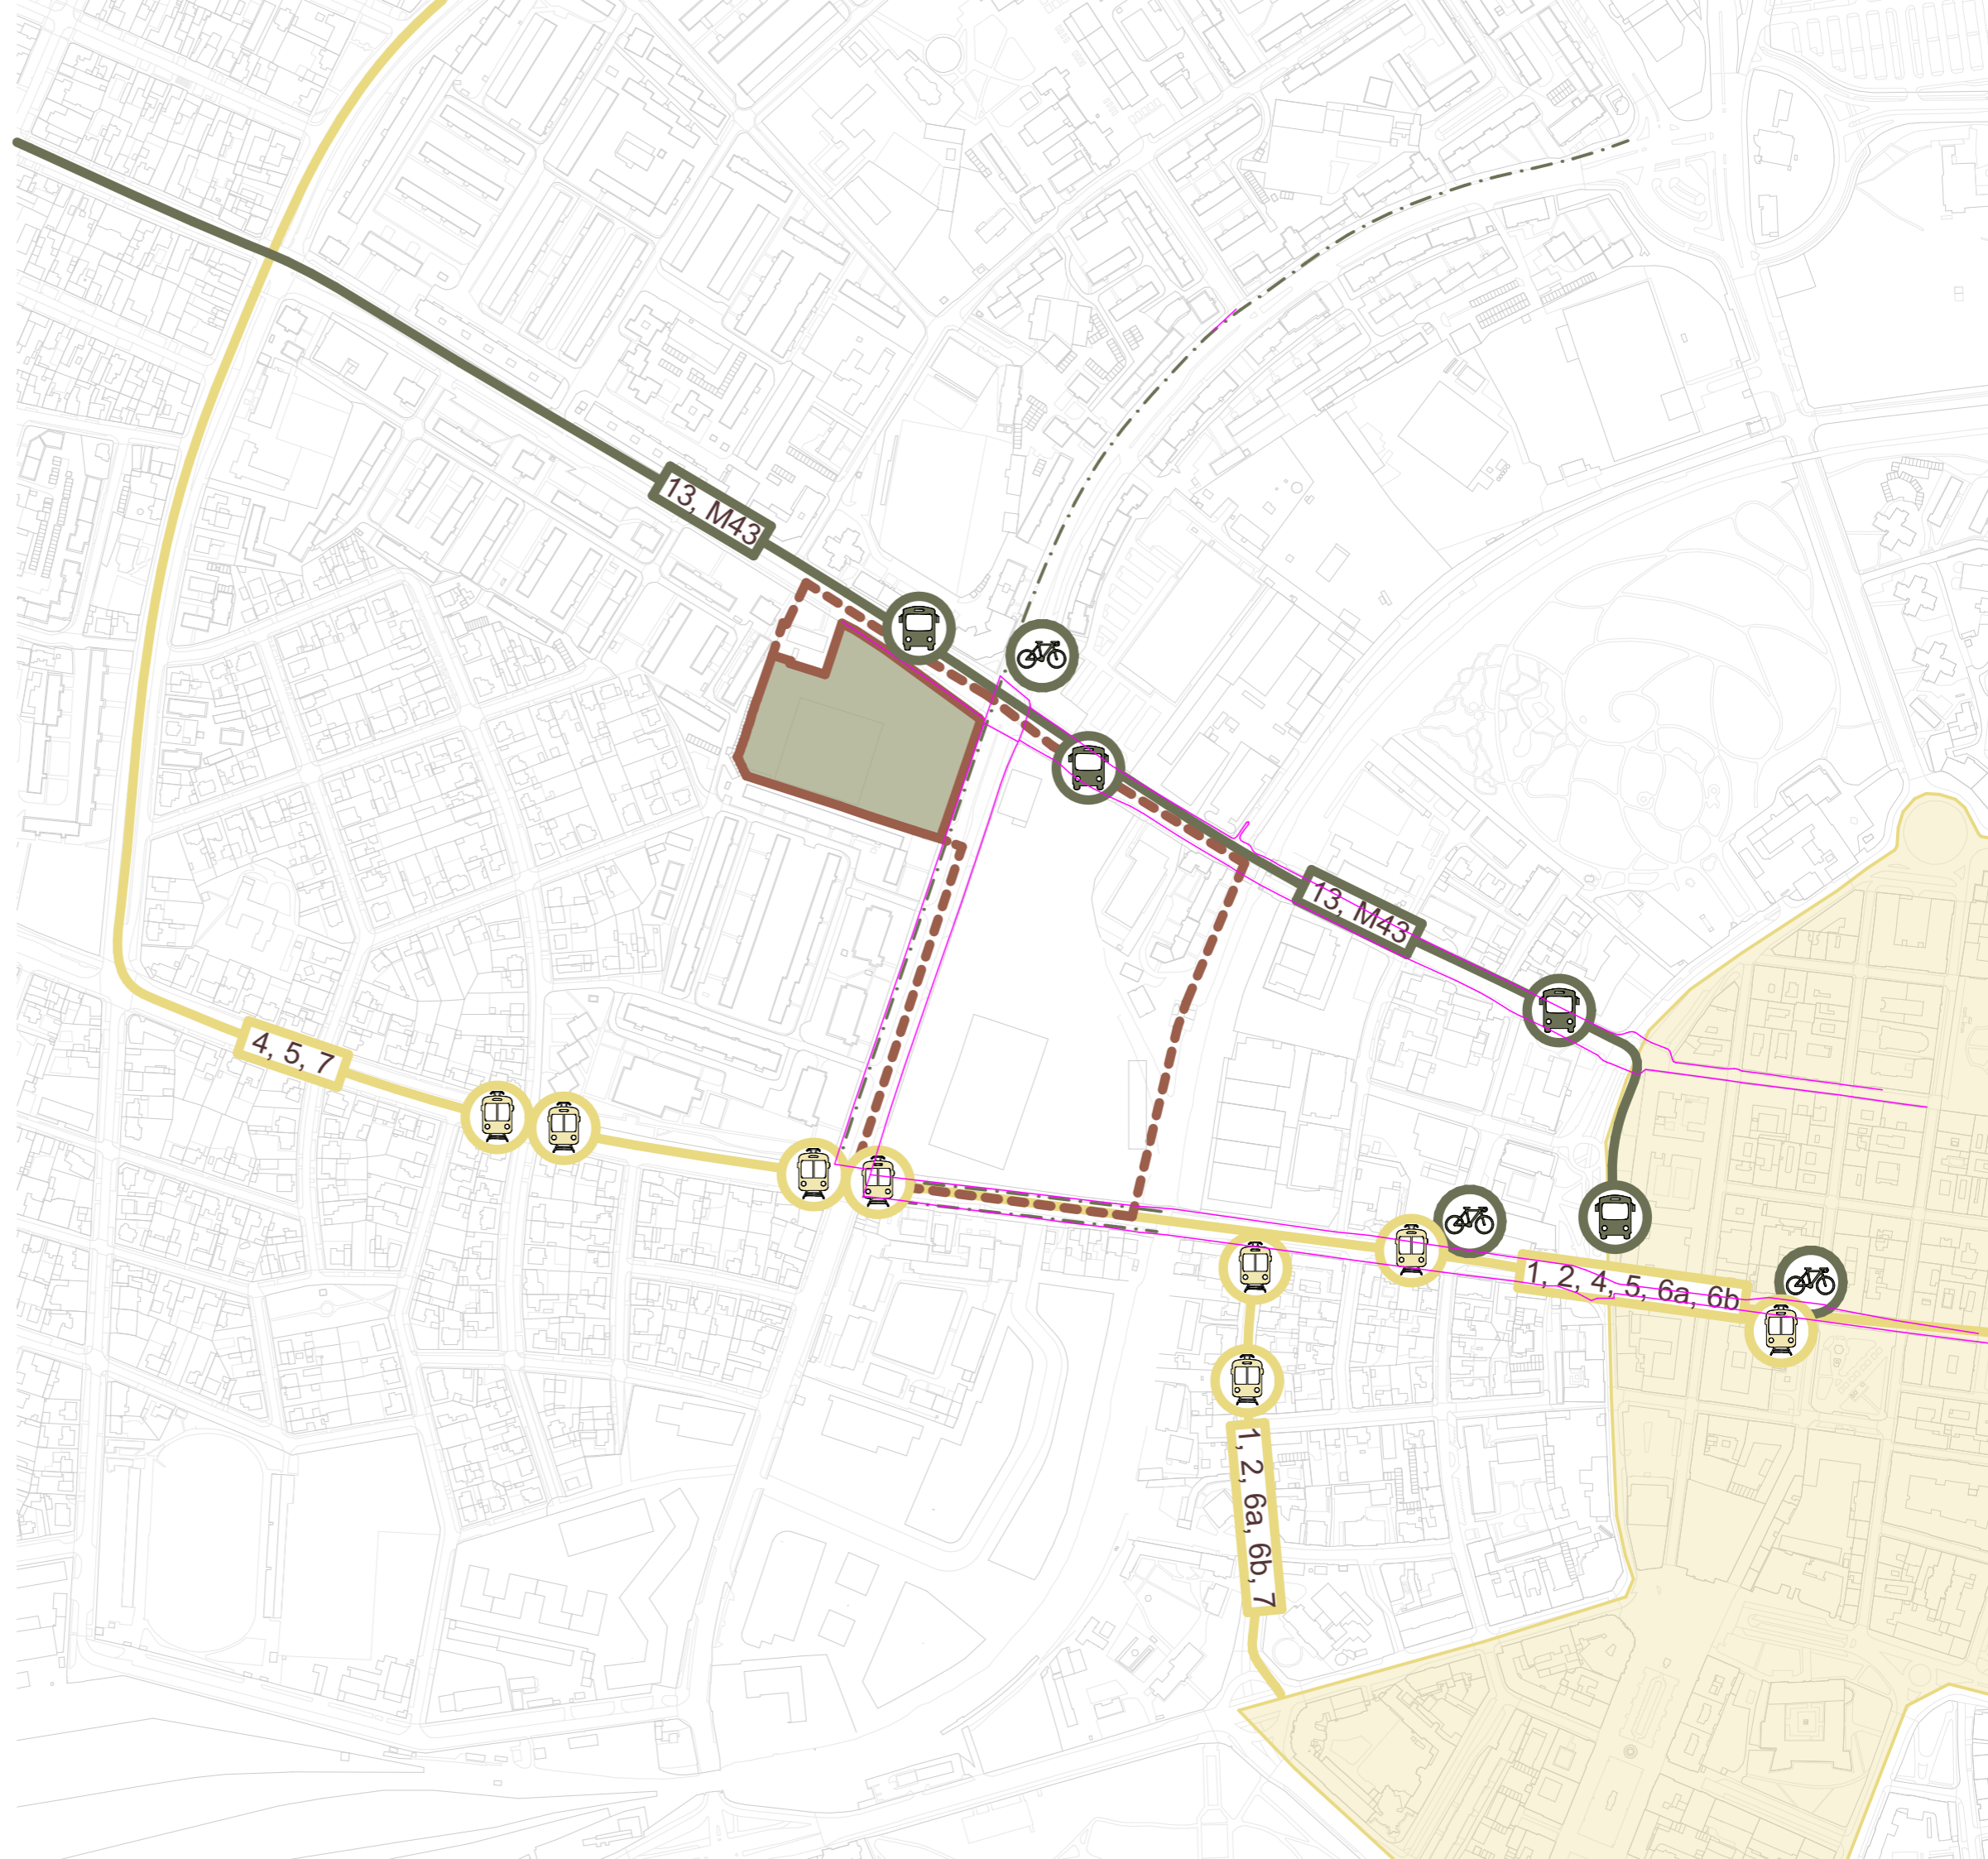 13, M43
13, M43
4, 5, 7
1, 2, 4, 5, 6a, 6b
1, 2, 6a, 6b, 7